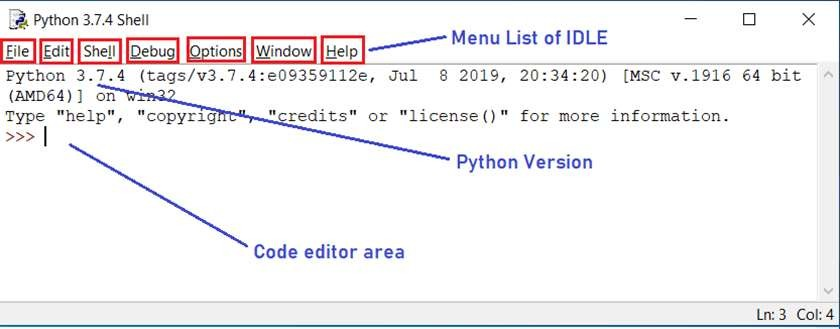 Python 3.7.4 Shell
File Edit Shell Debug Options Window Help
Menu List of IDLE
Python 3.7.4 (tags/v3.7.4:e09359112e, Jul  8 2019, 20:34:20) [MSC v.1916 64 bit
(AMD64)] on win32
Type "help", "copyright", "credits" or "license()" for more information.
>>>
Python Version
Code editor area
Ln: 3 Col: 4